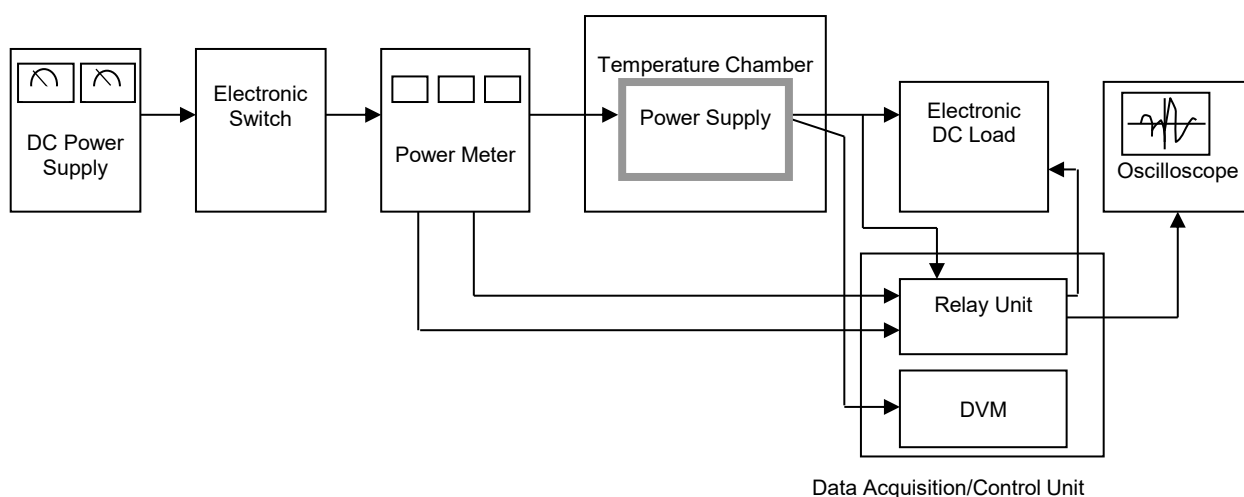 DC Power
Supply
Electronic
Switch
Power Meter
Temperature Chamber
Power Supply
Electronic
DC Load
Oscilloscope
Relay Unit
DVM
Data Acquisition/Control Unit